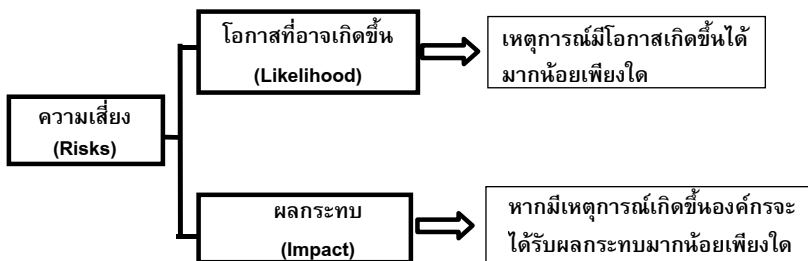 ความเสี่ยง
(Risks)
โอกาสที่อาจเกิดขึ้น
(Likelihood)
เหตุการณ์มีโอกาสเกิดขึ้นได้
มากน้อยเพียงใด
ผลกระทบ
(Impact)
หากมีเหตุการณ์เกิดขึ้นองค์กรจะ
ได้รับผลกระทบมากน้อยเพียงใด